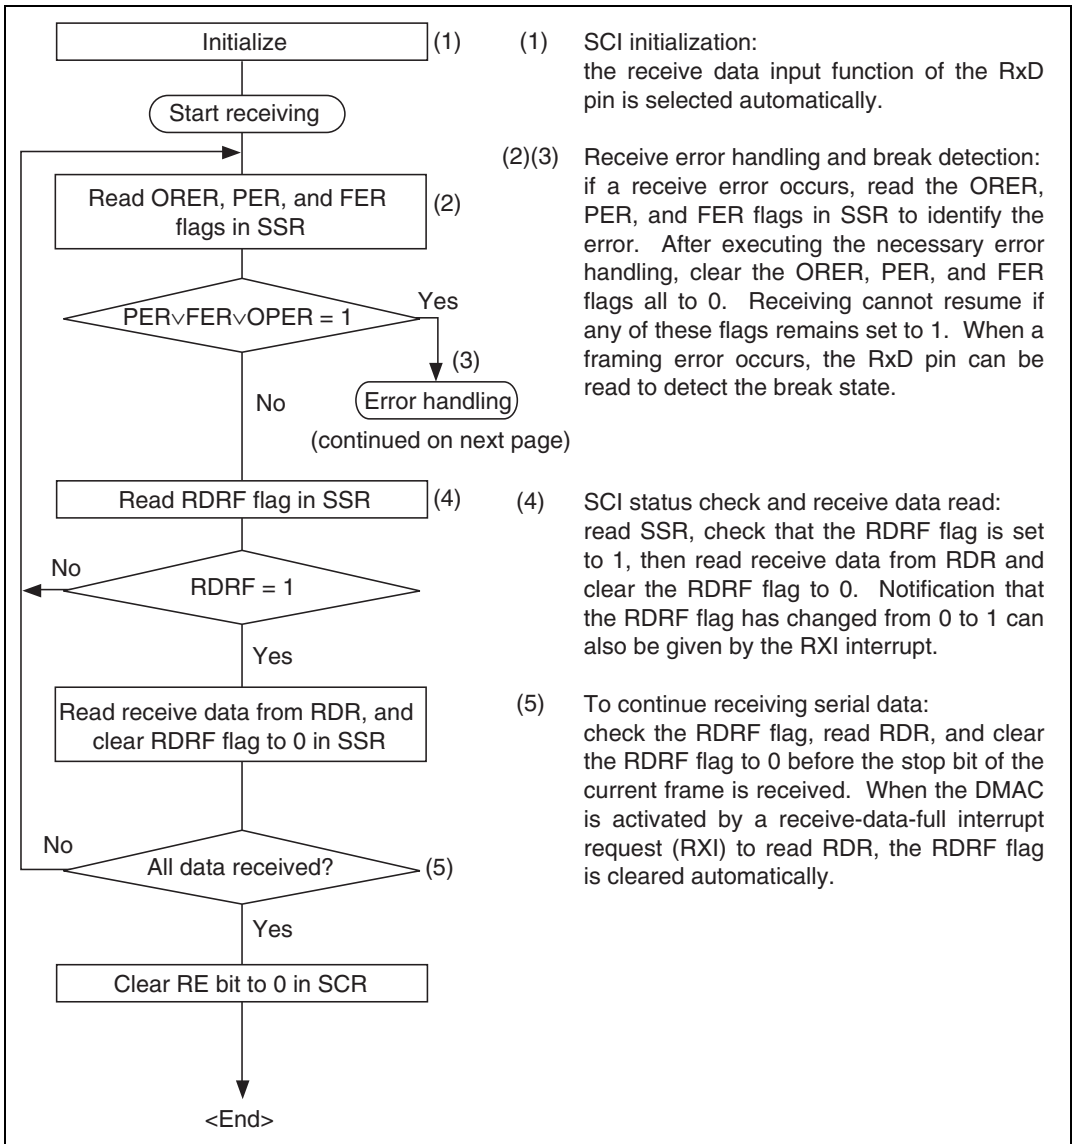 Initialize
(1)
Start receiving
Read ORER, PER, and FER
flags in SSR
(2)
PER∨FER∨OPER = 1
Yes
(3)
No
Error handling
(continued on next page)
Read RDRF flag in SSR
(4)
No
RDRF = 1
Yes
Read receive data from RDR, and
clear RDRF flag to 0 in SSR
No
All data received?
(5)
Yes
Clear RE bit to 0 in SCR
<End>
(1) SCI initialization:
the receive data input function of the RxD
pin is selected automatically.
(2)(3) Receive error handling and break detection:
if a receive error occurs, read the ORER,
PER, and FER flags in SSR to identify the
error. After executing the necessary error
handling, clear the ORER, PER, and FER
flags all to 0. Receiving cannot resume if
any of these flags remains set to 1. When a
framing error occurs, the RxD pin can be
read to detect the break state.
(4) SCI status check and receive data read:
read SSR, check that the RDRF flag is set
to 1, then read receive data from RDR and
clear the RDRF flag to 0. Notification that
the RDRF flag has changed from 0 to 1 can
also be given by the RXI interrupt.
(5) To continue receiving serial data:
check the RDRF flag, read RDR, and clear
the RDRF flag to 0 before the stop bit of the
current frame is received. When the DMAC
is activated by a receive-data-full interrupt
request (RXI) to read RDR, the RDRF flag
is cleared automatically.